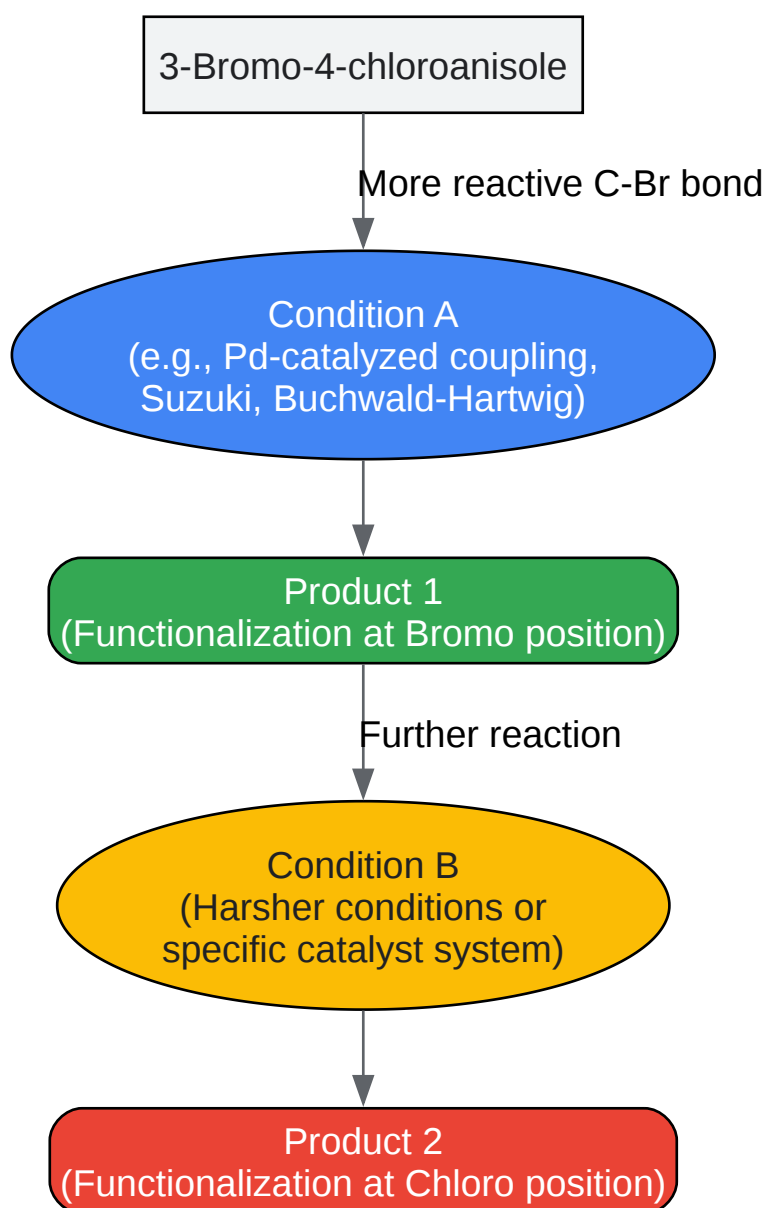 3-Bromo-4-chloroanisole
More reactive C-Br bond
Condition A
(e.g., Pd-catalyzed coupling,
Suzuki, Buchwald-Hartwig)
Product 1
(Functionalization at Bromo position)
Further reaction
Condition B
(Harsher conditions or
specific catalyst system)
Product 2
(Functionalization at Chloro position)